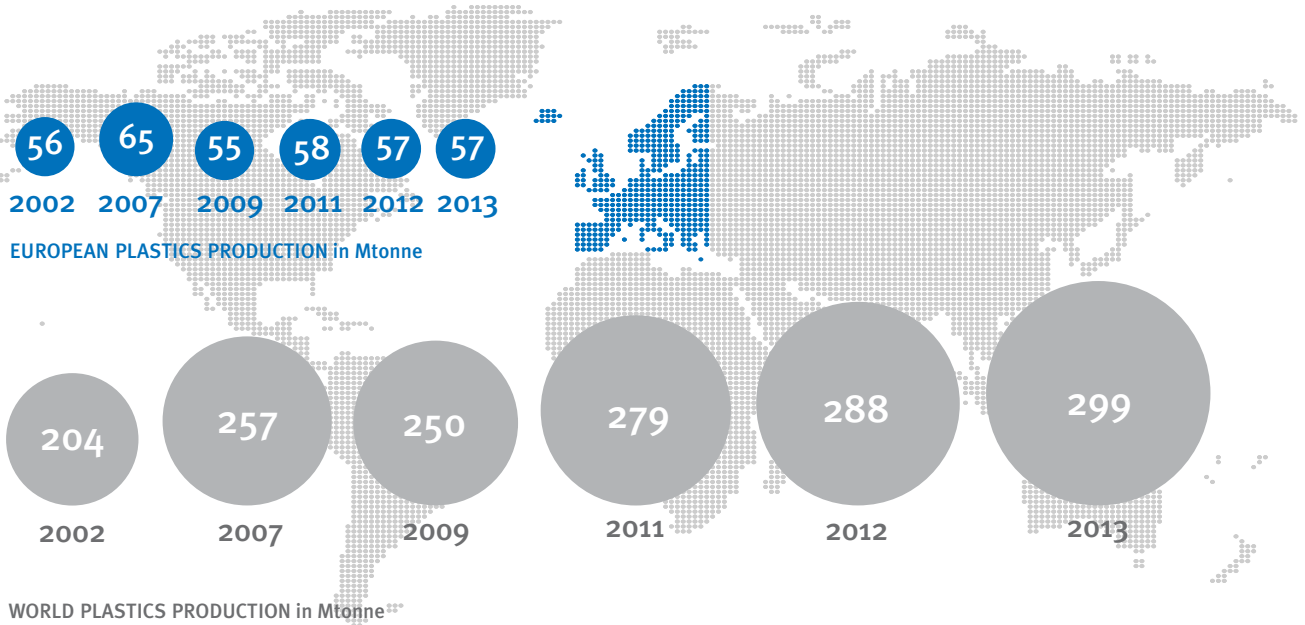 56 65 55 58 57 57
2002 2007 2009 2011 2012 2013
EUROPEAN PLASTICS PRODUCTION in Mtonne
204 257 250 279 288 299
2002 2007 2009 2011 2012 2013
WORLD PLASTICS PRODUCTION in Mtonne